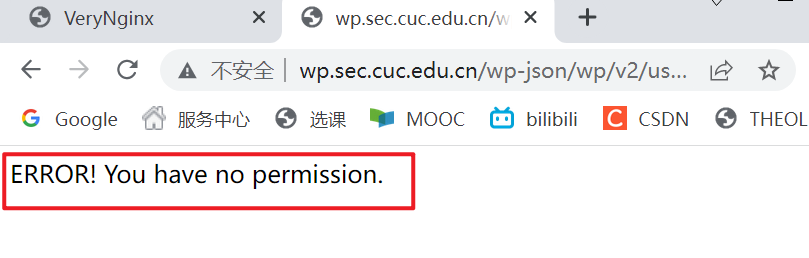 VeryNginx
wp.sec.cuc.edu.cn/w
不安全 | wp.sec.cuc.edu.cn/wp-json/wp/v2/us...
Google 服务中心 选课 MOOC bilibili CSDN THEOL
ERROR! You have no permission.